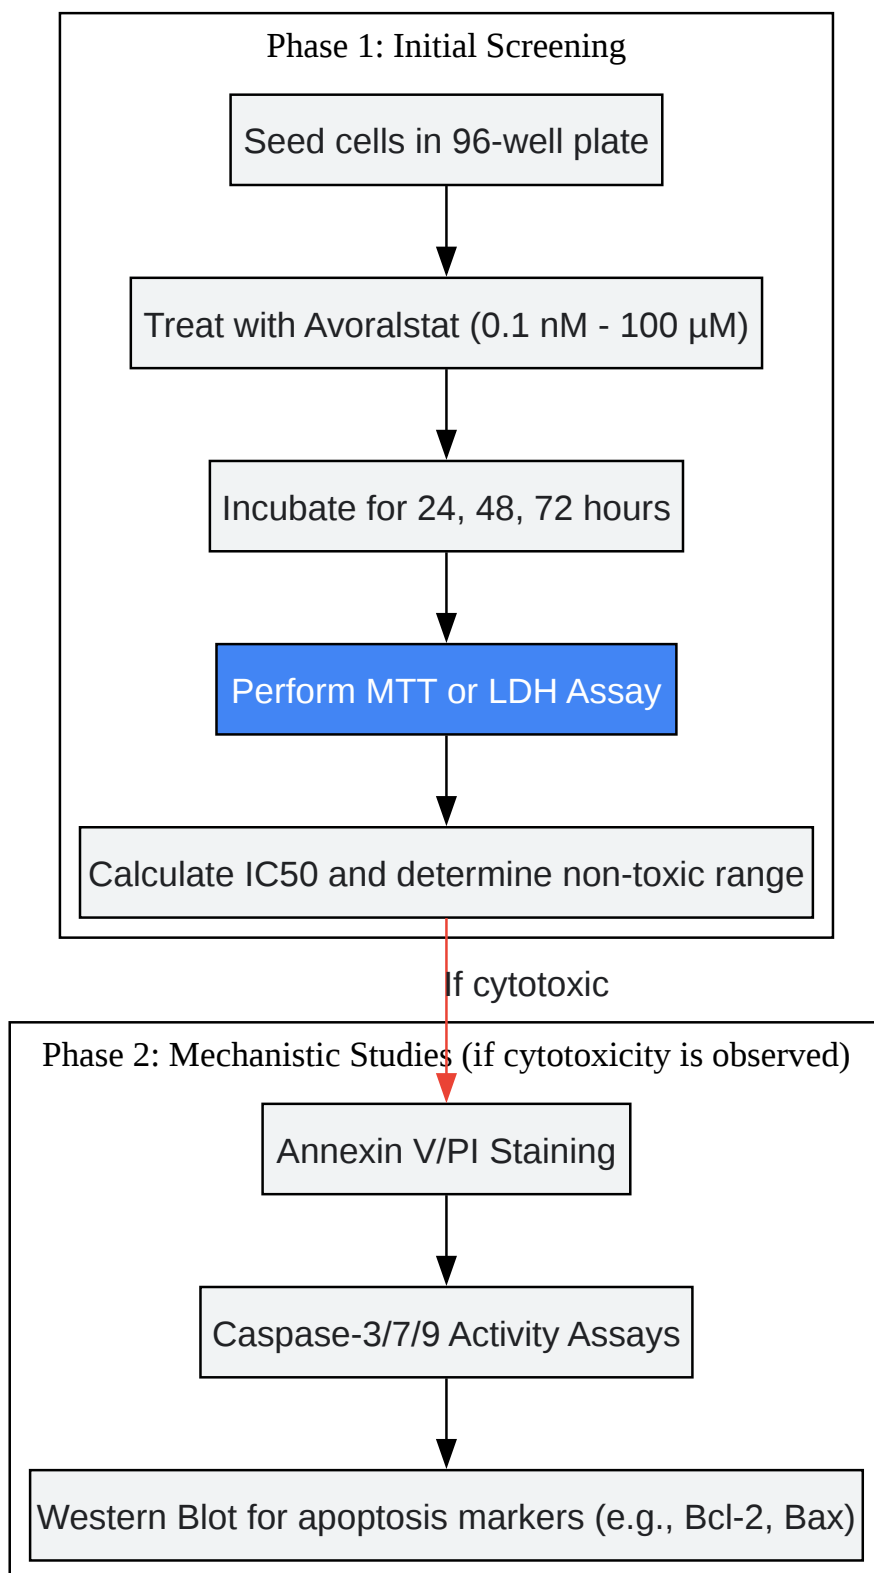 Phase 1: Initial Screening
Seed cells in 96-well plate
Treat with Avoralstat (0.1 nM - 100 µM)
Incubate for 24, 48, 72 hours
Perform MTT or LDH Assay
Calculate IC50 and determine non-toxic range
If cytotoxic
Phase 2: Mechanistic Studies (if cytotoxicity is observed)
Annexin V/PI Staining
Caspase-3/7/9 Activity Assays
Western Blot for apoptosis markers (e.g., Bcl-2, Bax)